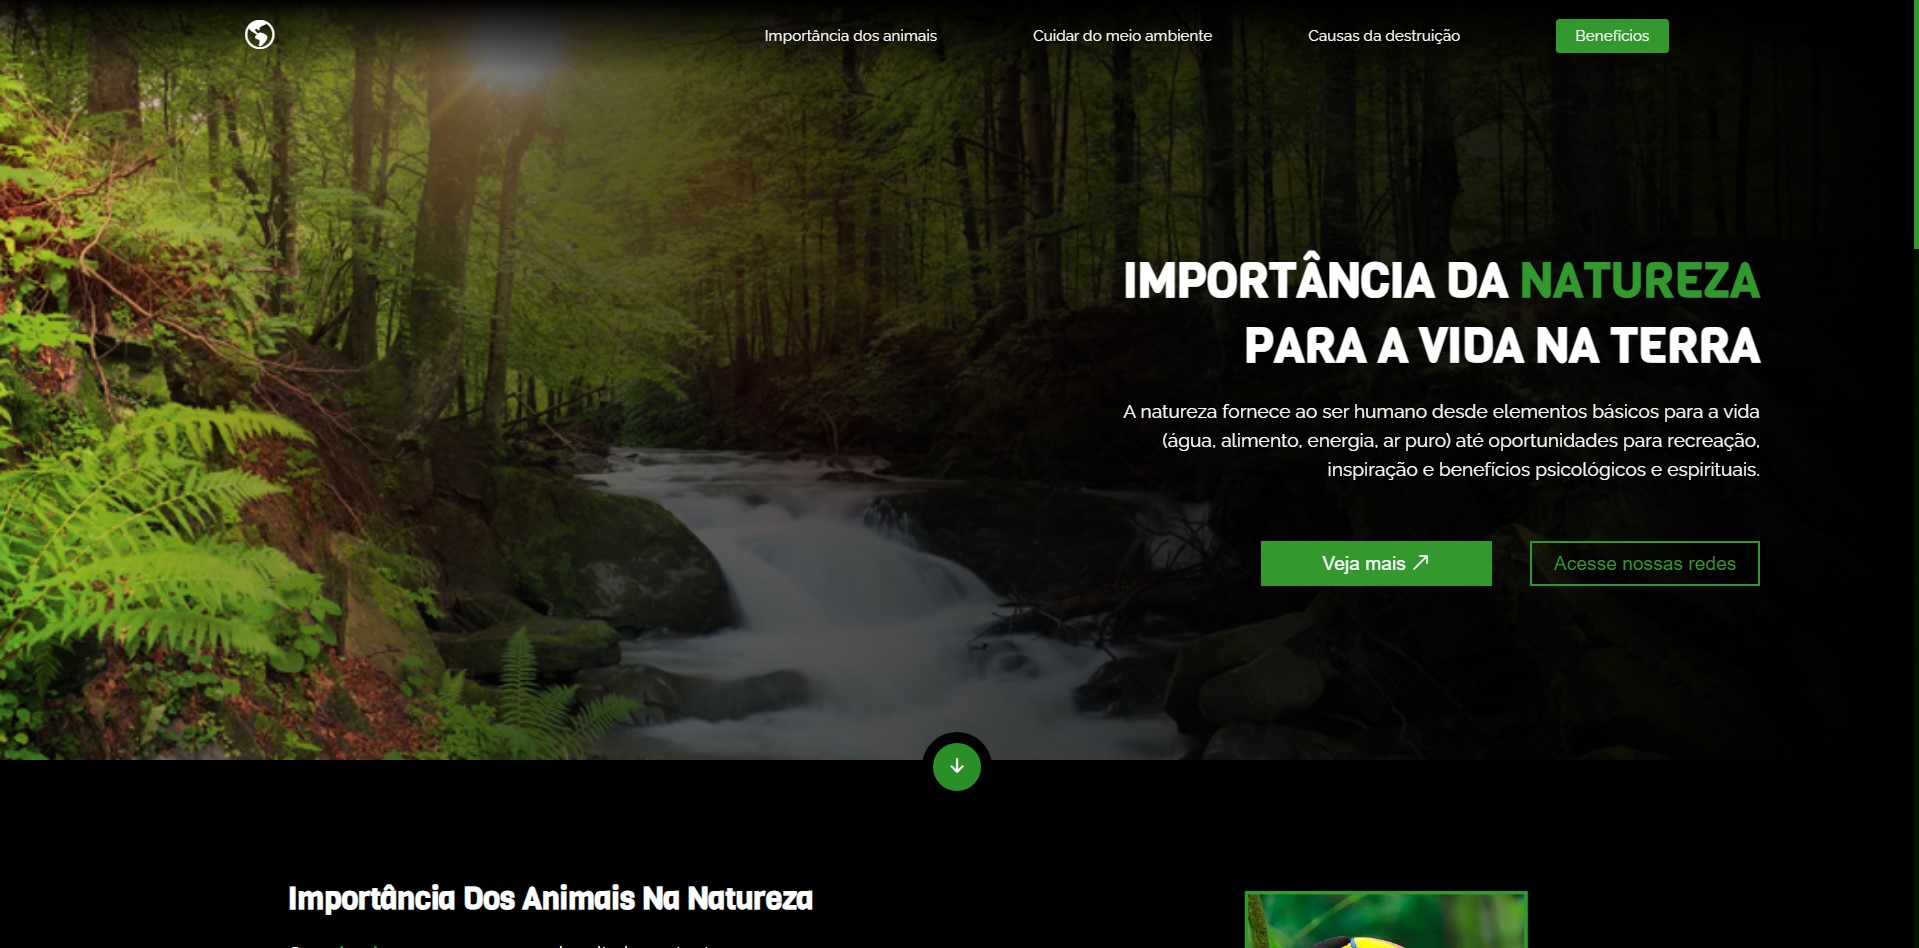 Importância dos animais
Cuidar do meio ambiente
Causas da destruição
Benefícios
IMPORTÂNCIA DA NATUREZA
PARA A VIDA NA TERRA
A natureza fornece ao ser humano desde elementos básicos para a vida
(água, alimento, energia, ar puro) até oportunidades para recreação,
inspiração e benefícios psicológicos e espirituais.
Veja mais
Acesse nossas redes
Importância Dos Animais Na Natureza